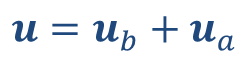 u = u_b + u_a